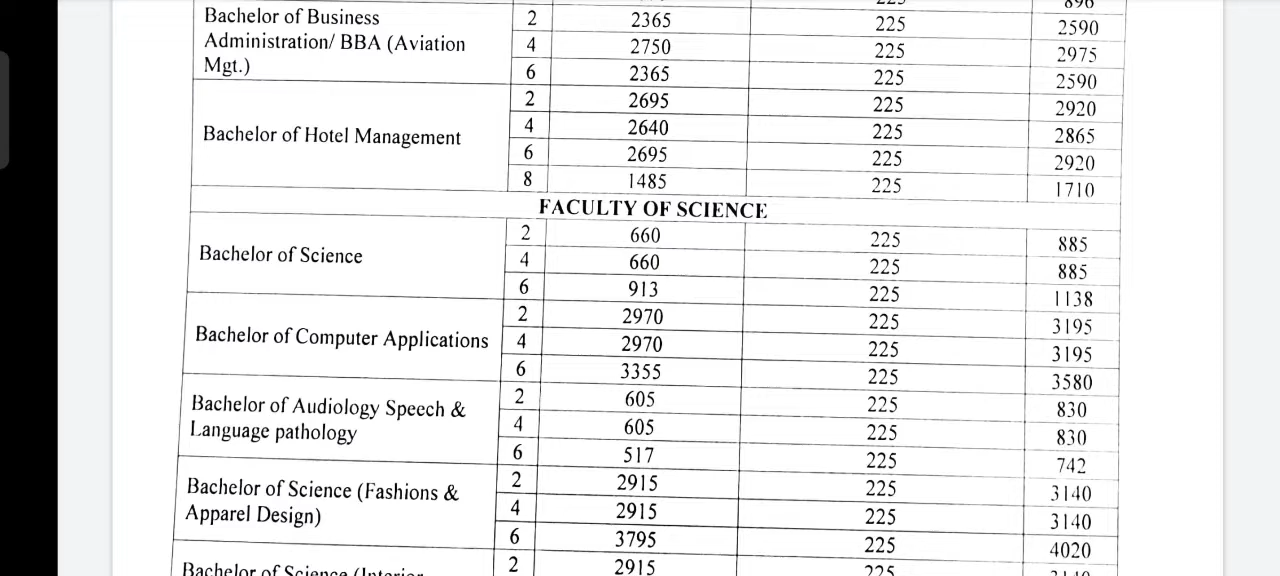 Bachelor of Business
Administration/ BBA (Aviation
Mgt.)
2 2365 225 2590
4 2750 225 2975
6 2365 225 2590
Bachelor of Hotel Management
2 2695 225 2920
4 2640 225 2865
6 2695 225 2920
8 1485 225 1710
FACULTY OF SCIENCE
Bachelor of Science
2 660 225 885
4 660 225 885
6 913 225 1138
Bachelor of Computer Applications
2 2970 225 3195
4 2970 225 3195
6 3355 225 3580
Bachelor of Audiology Speech &
Language pathology
2 605 225 830
4 605 225 830
6 517 225 742
Bachelor of Science (Fashions &
Apparel Design)
2 2915 225 3140
4 2915 225 3140
6 3795 225 4020
Bachelor of Science (Interior
2 2915 225